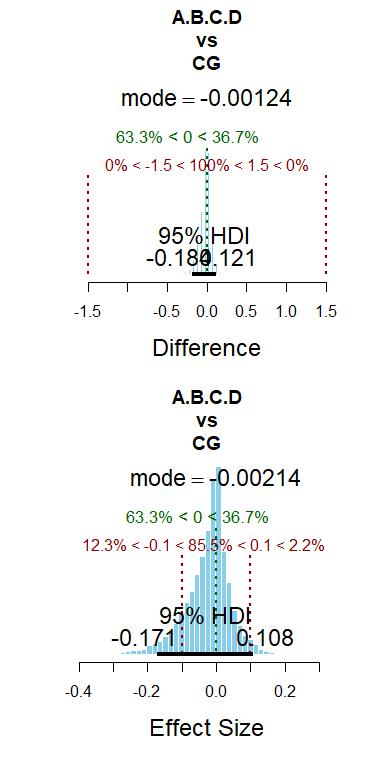 A.B.C.D
vs
CG
mode = -0.00124
63.3% < 0 < 36.7%
0% < -1.5 < 100% < 1.5 < 0%
95% HDI
-0.184 0.121
-1.5 -0.5 0.0 0.5 1.0 1.5
Difference
A.B.C.D
vs
CG
mode = -0.00214
63.3% < 0 < 36.7%
12.3% < -0.1 < 85.5% < 0.1 < 2.2%
95% HDI
-0.171 0.108
-0.4 -0.2 0.0 0.2
Effect Size